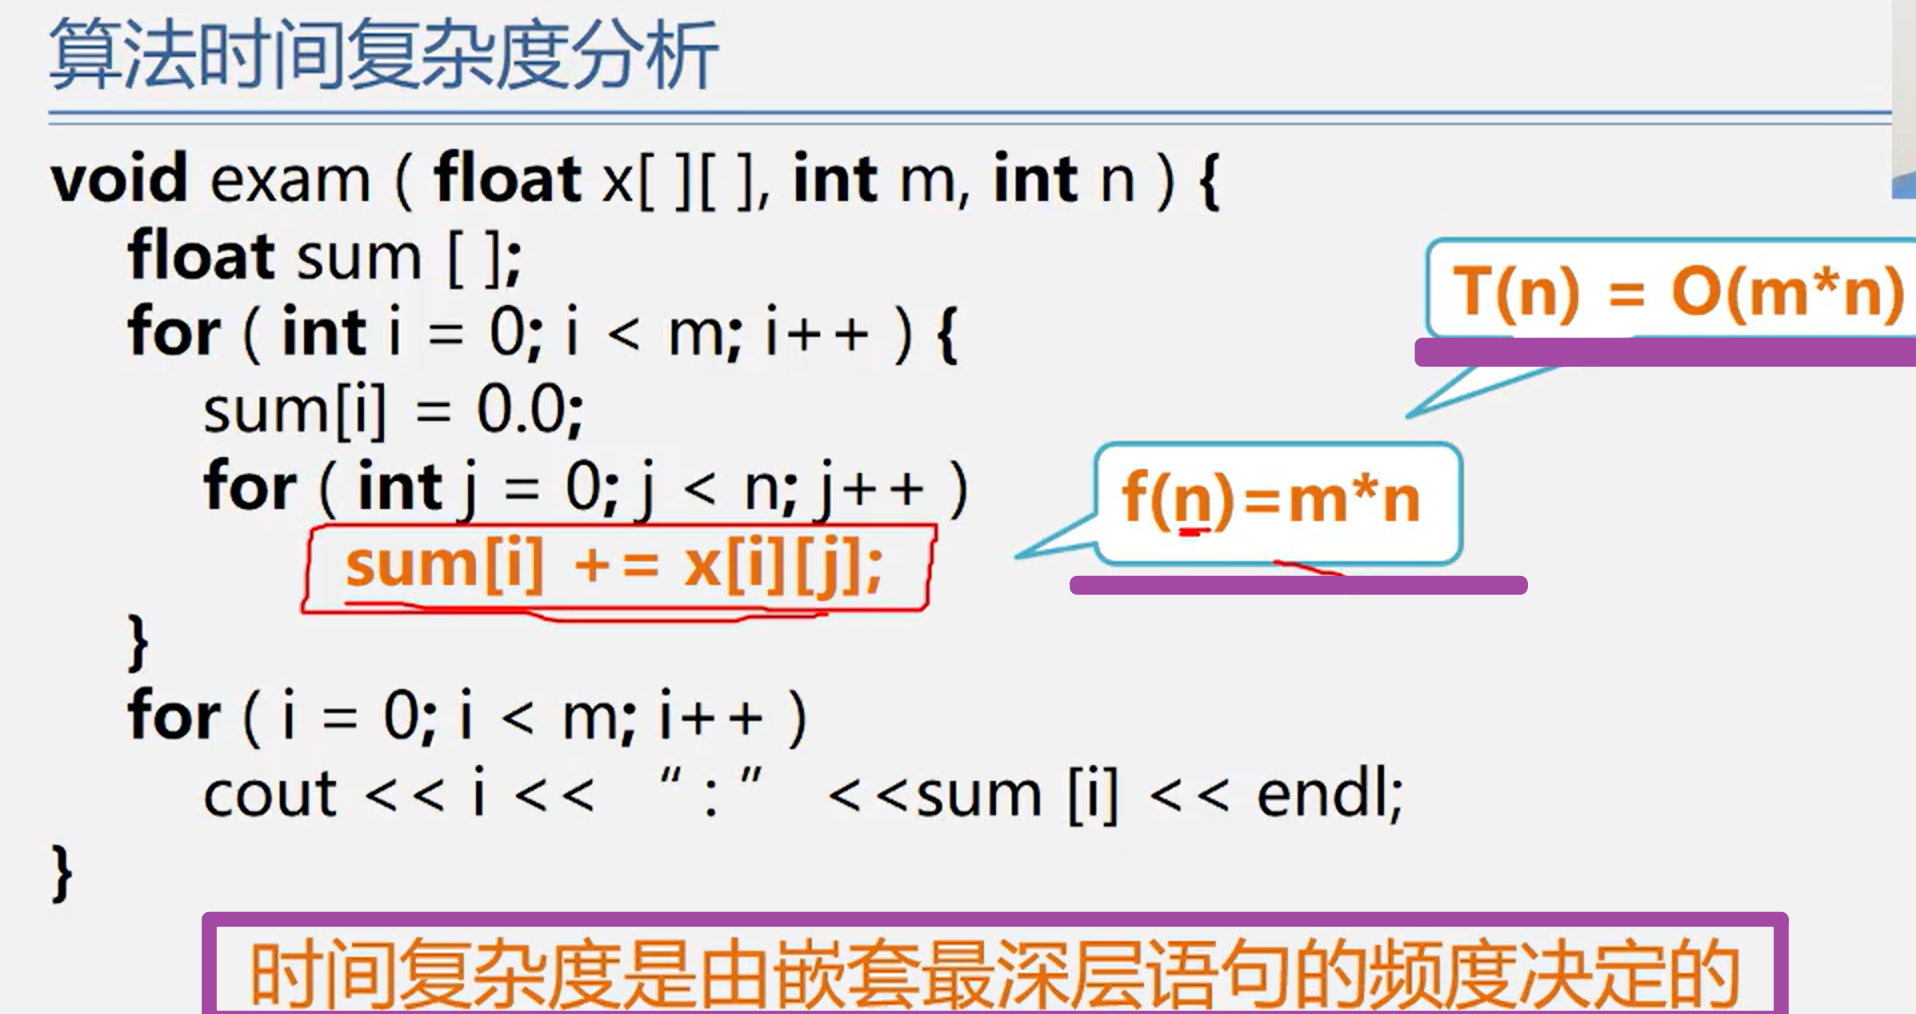 算法时间复杂度分析
void exam ( float x[ ][ ], int m, int n ) {
float sum [ ];
for ( int i = 0; i < m; i++ ) {
sum[i] = 0.0;
for ( int j = 0; j < n; j++ )
sum[i] += x[i][j];
}
for ( i = 0; i < m; i++ )
cout << i << “ : ” <<sum [i] << endl;
}
T(n) = O(m*n)
f(n)=m*n
时间复杂度是由嵌套最深层语句的频度决定的